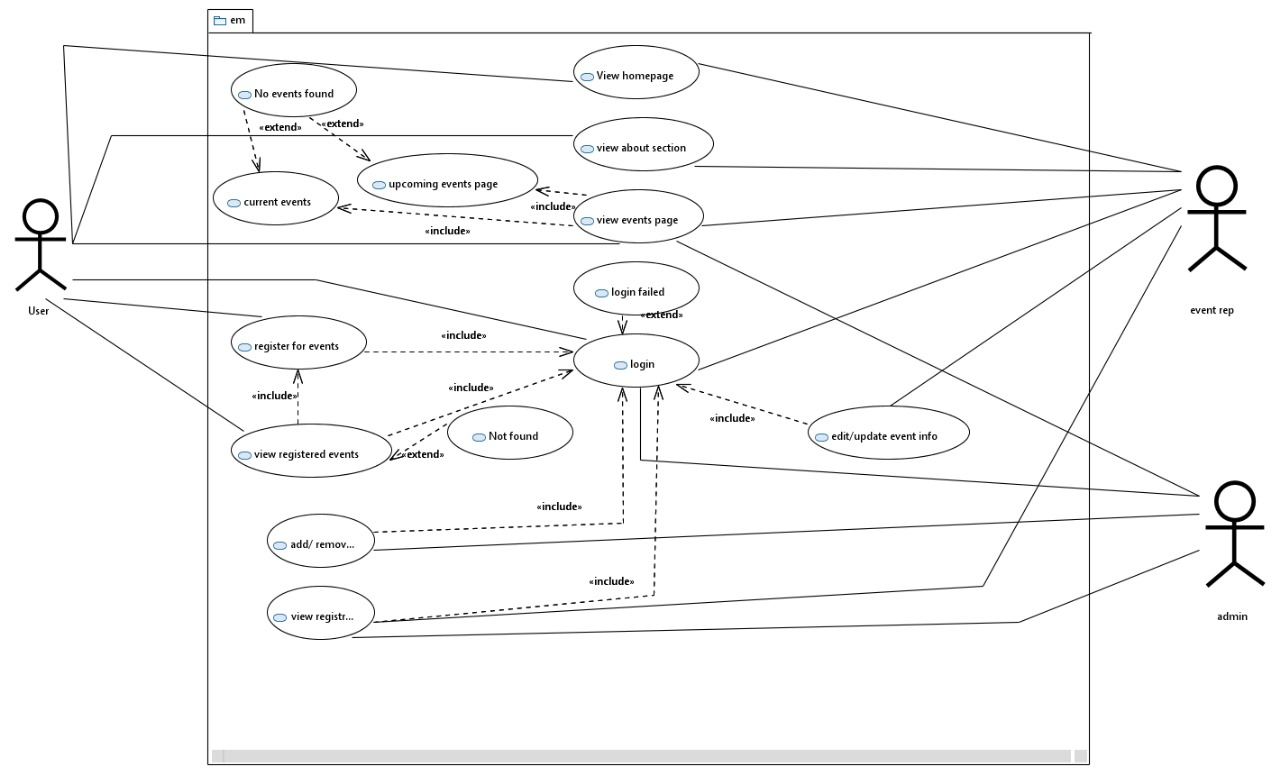 em
View homepage
No events found
«extend»
«extend»
view about section
upcoming events page
current events
«include»
view events page
«include»
login failed
«extend»
User
event rep
register for events
«include»
login
«include»
«include»
«include»
edit/update event info
Not found
view registered events
«extend»
«include»
add/ remov...
«include»
view registr...
admin